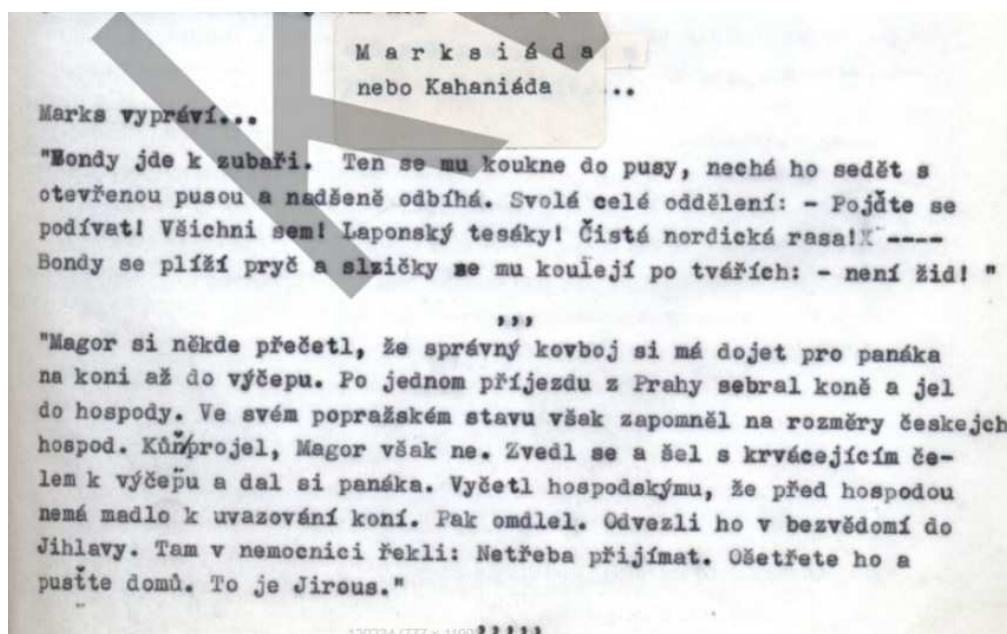 M a r k s i á d a
nebo Kahaniáda ...
Marks vypráví...
"Bondy jde k zubaři. Ten se mu koukne do pusy, nechá ho sedět s
otevřenou pusou a nadšeně odbíhá. Svolá celé oddělení: - Pojďte se
podívat! Všichni sem! Laponský tesáky! Čistá nordická rasa! ----
Bondy se plíží pryč a slzičky se mu koulejí po tvářích: - není žid! "
,,,
"Magor si někde přečetl, že správný kovboj si má dojet pro panáka
na koni až do výčepu. Po jednom příjezdu z Prahy sebral koně a jel
do hospody. Ve svém popražském stavu však zapomněl na rozměry českejch
hospod. Kůň projel, Magor však ne. Zvedl se a šel s krvácejícím če-
lem k výčepu a dal si panáka. Vyčetl hospodskýmu, že před hospodou
nemá madlo k uvazování koní. Pak omdlel. Odvezli ho v bezvědomí do
Jihlavy. Tam v nemocnici řekli: Netřeba přijímat. Ošetřete ho a
pusťte domů. To je Jirous."
,,,,,